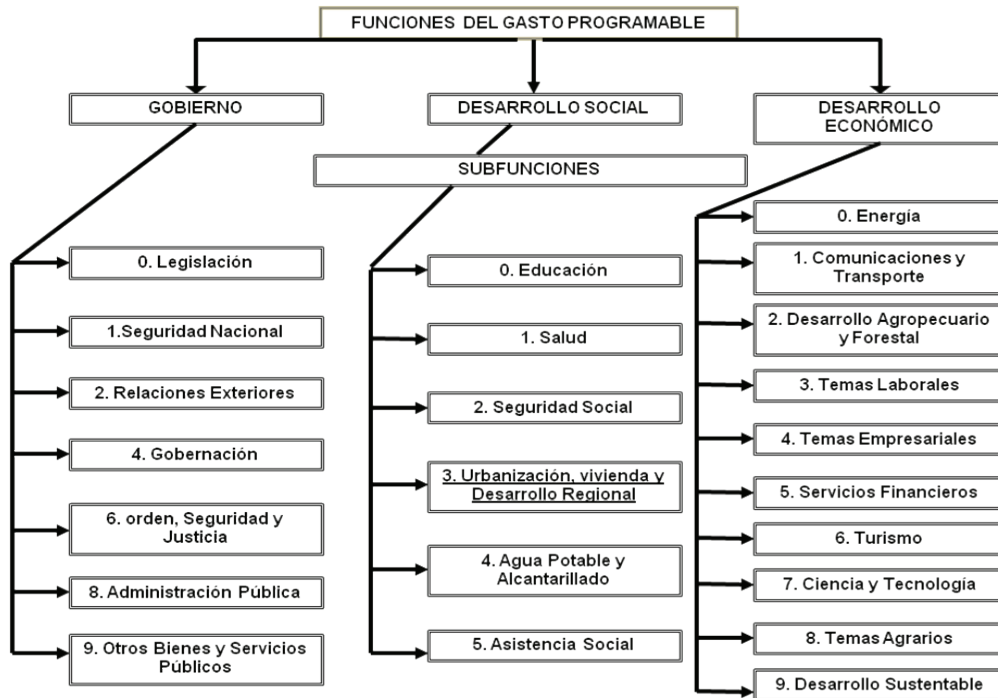 FUNCIONES DEL GASTO PROGRAMABLE
GOBIERNO
DESARROLLO SOCIAL
DESARROLLO
ECONÓMICO
SUBFUNCIONES
0. Legislación
1.Seguridad Nacional
2. Relaciones Exteriores
4. Gobernación
6. orden, Seguridad y
Justicia
8. Administración Pública
9. Otros Bienes y Servicios
Públicos
0. Educación
1. Salud
2. Seguridad Social
3. Urbanización, vivienda y
Desarrollo Regional
4. Agua Potable y
Alcantarillado
5. Asistencia Social
0. Energía
1. Comunicaciones y
Transporte
2. Desarrollo Agropecuario
y Forestal
3. Temas Laborales
4. Temas Empresariales
5. Servicios Financieros
6. Turismo
7. Ciencia y Tecnología
8. Temas Agrarios
9. Desarrollo Sustentable